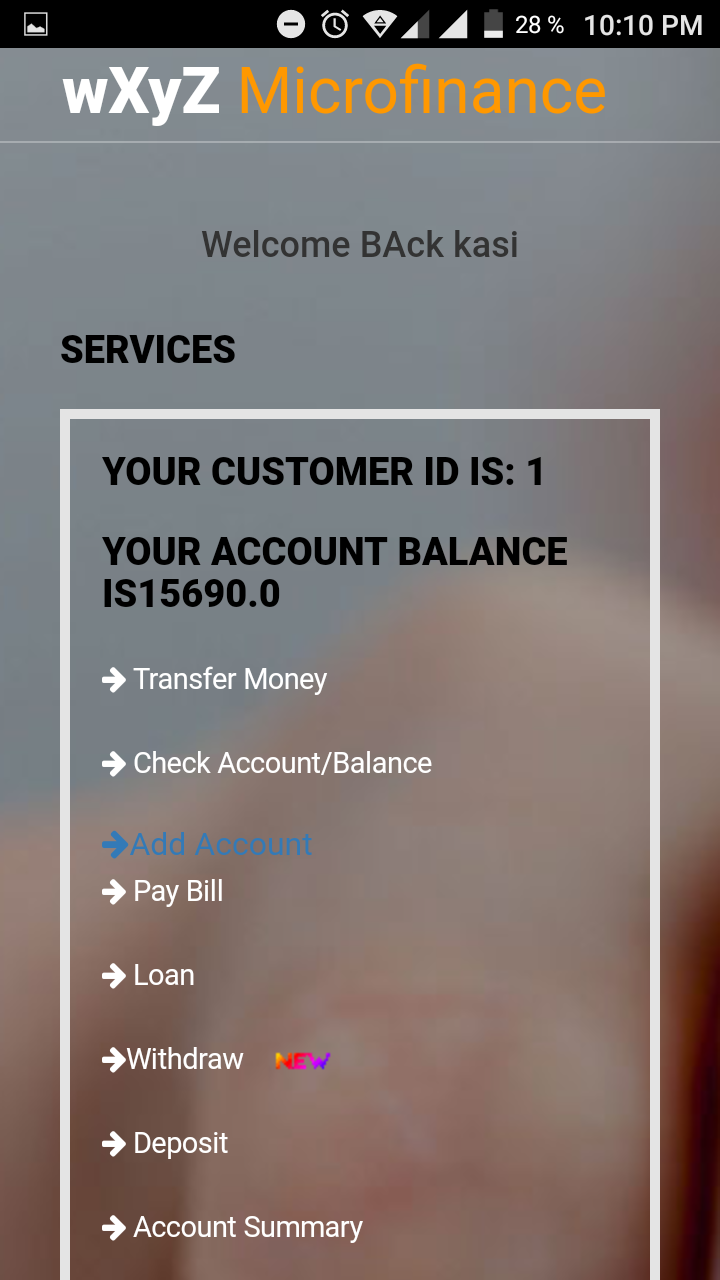 28 % 10:10 PM
wXyZ Microfinance
Welcome BAck kasi
SERVICES
YOUR CUSTOMER ID IS: 1
YOUR ACCOUNT BALANCE
IS15690.0
Transfer Money
Check Account/Balance
Add Account
Pay Bill
Loan
Withdraw NEW
Deposit
Account Summary